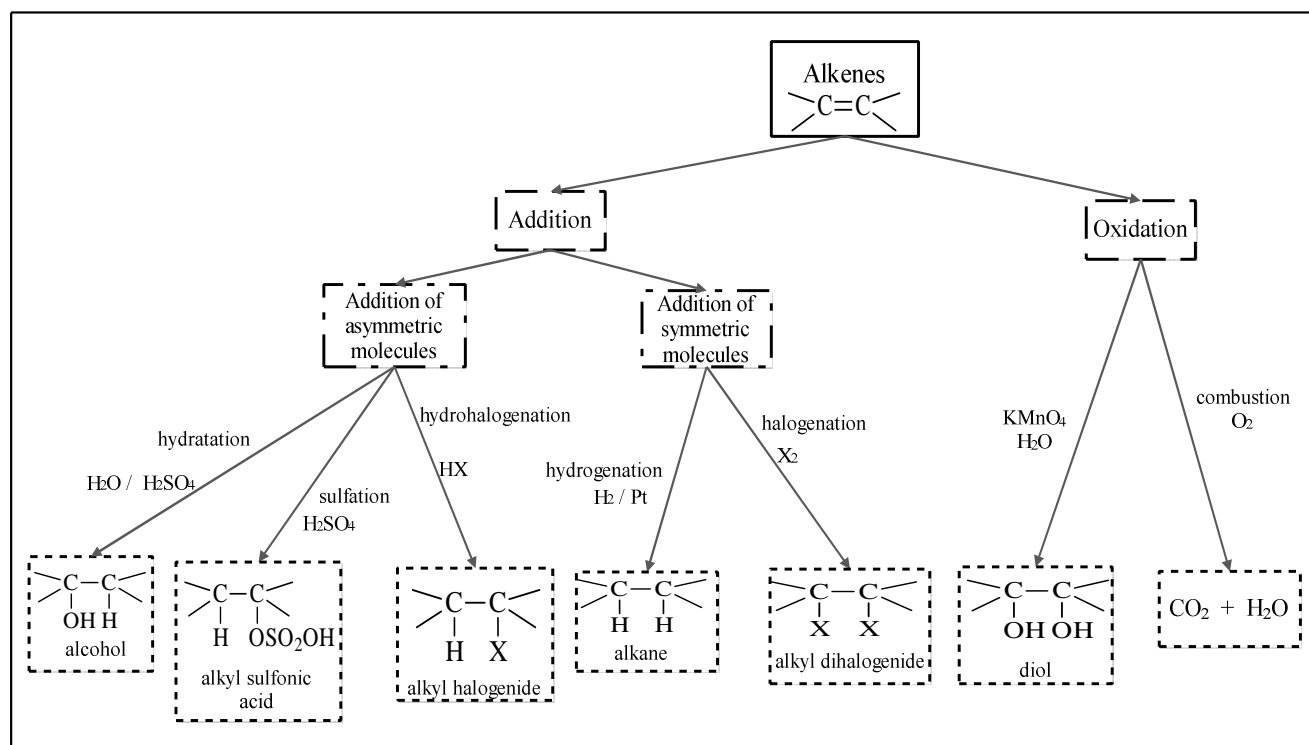 Alkenes
C=C
Addition
Oxidation
Addition of
asymmetric
molecules
Addition of
symmetric
molecules
hydratation
H2O / H2SO4
sulfation
H2SO4
hydrohalogenation
HX
hydrogenation
H2 / Pt
halogenation
X2
KMnO4
H2O
combustion
O2
C–C
OH H
alcohol
C–C
H OSO2OH
alkyl sulfonic
acid
C–C
H X
alkyl halogenide
C–C
H H
alkane
C–C
X X
alkyl dihalogenide
C–C
OH OH
diol
CO2 + H2O